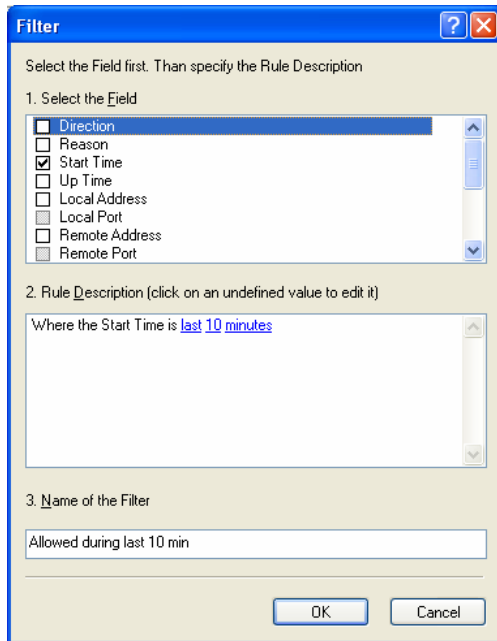 Filter
Select the Field first. Than specify the Rule Description
1. Select the Field
Direction
Reason
Start Time
Up Time
Local Address
Local Port
Remote Address
Remote Port
2. Rule Description (click on an undefined value to edit it)
Where the Start Time is last 10 minutes
3. Name of the Filter
Allowed during last 10 min
OK Cancel